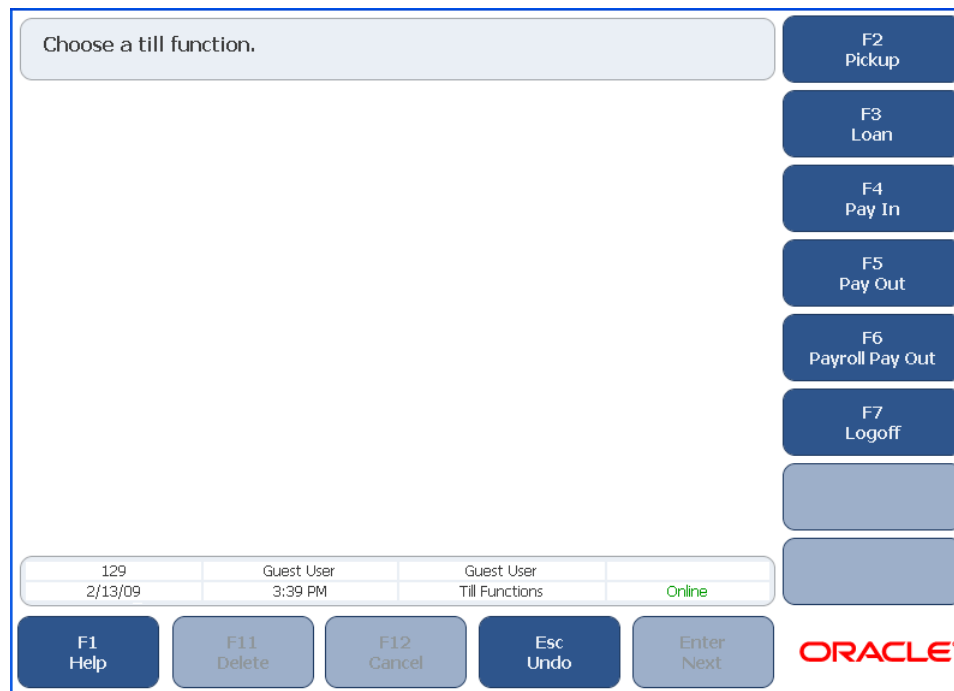 Choose a till function.
F2
Pickup
F3
Loan
F4
Pay In
F5
Pay Out
F6
Payroll Pay Out
F7
Logoff
129 Guest User Guest User
2/13/09 3:39 PM Till Functions Online
F1
Help
F11
Delete
F12
Cancel
Esc
Undo
Enter
Next
ORACLE